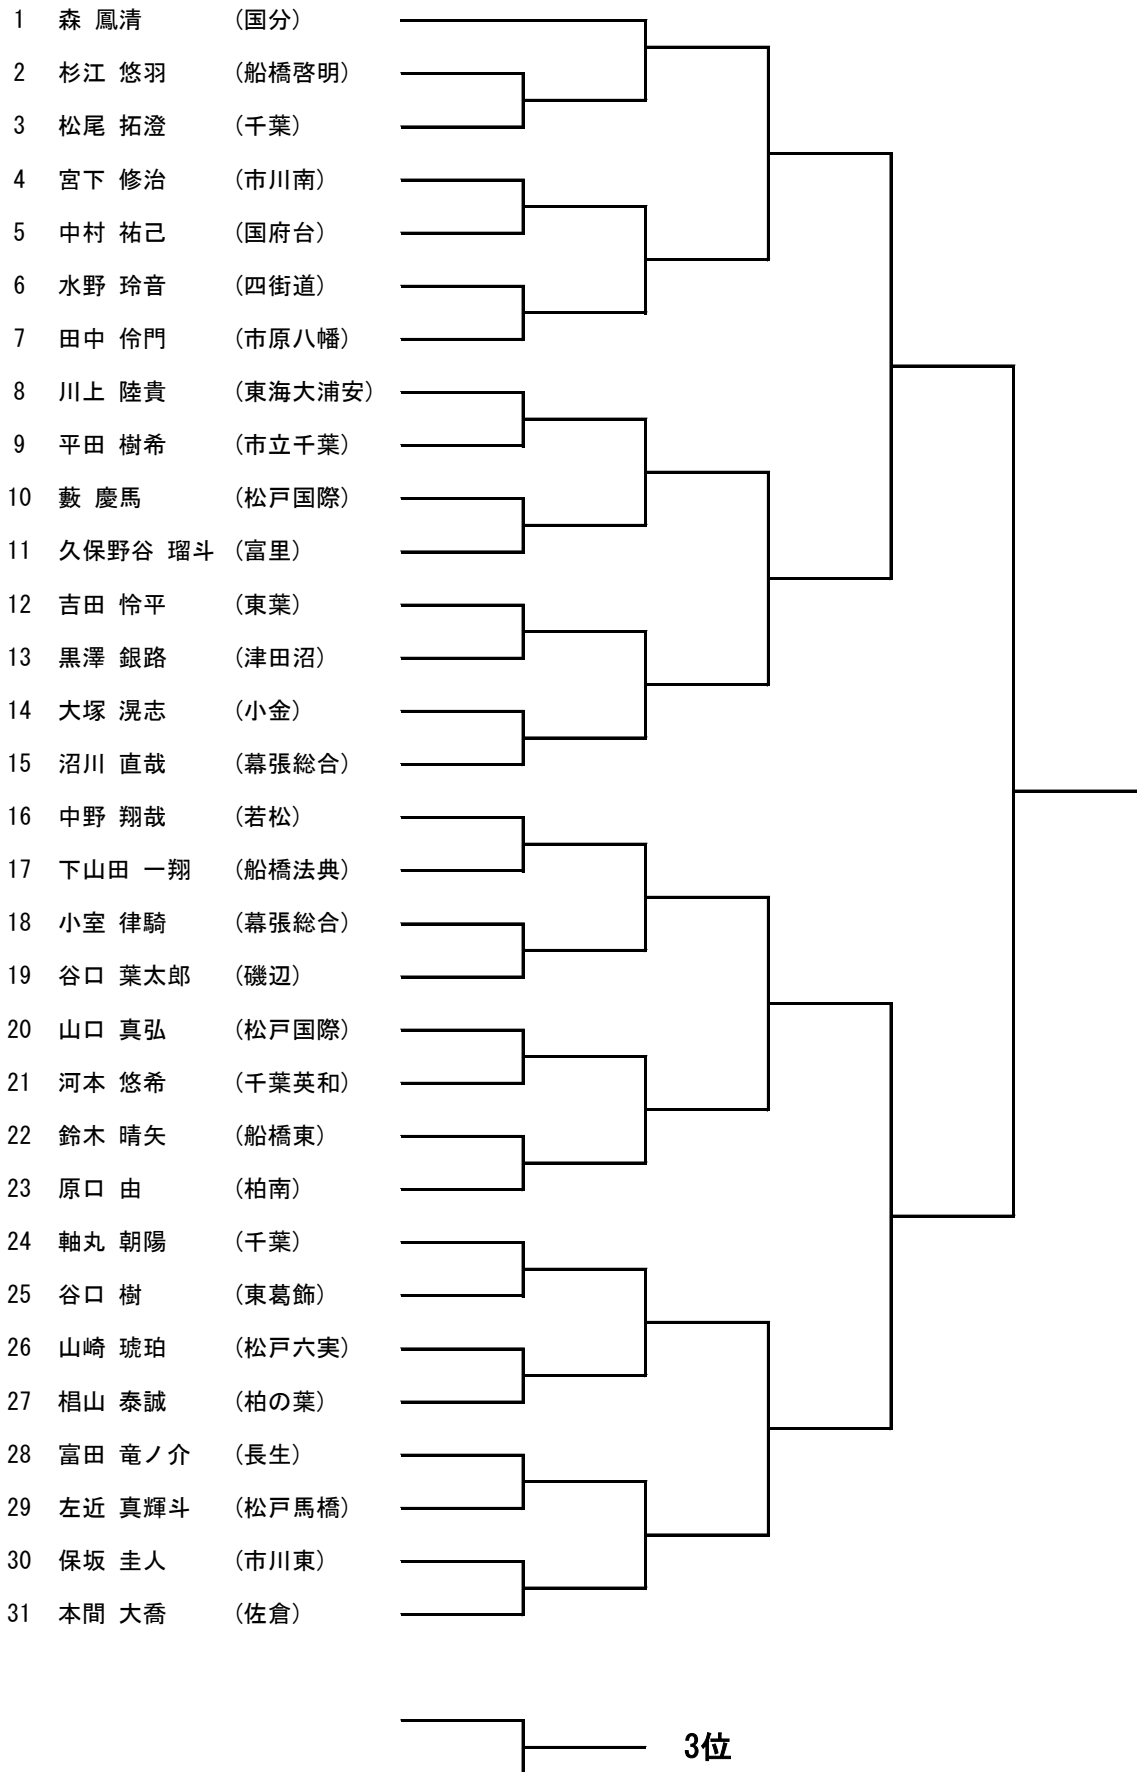 1 森 鳳清 (国分)
2 杉江 悠羽 (船橋啓明)
3 松尾 拓澄 (千葉)
4 宮下 修治 (市川南)
5 中村 祐己 (国府台)
6 水野 玲音 (四街道)
7 田中 伶門 (市原八幡)
8 川上 陸貴 (東海大浦安)
9 平田 樹希 (市立千葉)
10 藪 慶馬 (松戸国際)
11 久保野谷 瑠斗 (富里)
12 吉田 怜平 (東葉)
13 黒澤 銀路 (津田沼)
14 大塚 滉志 (小金)
15 沼川 直哉 (幕張総合)
16 中野 翔哉 (若松)
17 下山田 一翔 (船橋法典)
18 小室 律騎 (幕張総合)
19 谷口 葉太郎 (磯辺)
20 山口 真弘 (松戸国際)
21 河本 悠希 (千葉英和)
22 鈴木 晴矢 (船橋東)
23 原口 由 (柏南)
24 軸丸 朝陽 (千葉)
25 谷口 樹 (東葛飾)
26 山崎 琥珀 (松戸六実)
27 椙山 泰誠 (柏の葉)
28 富田 竜ノ介 (長生)
29 左近 真輝斗 (松戸馬橋)
30 保坂 圭人 (市川東)
31 本間 大喬 (佐倉)
3位